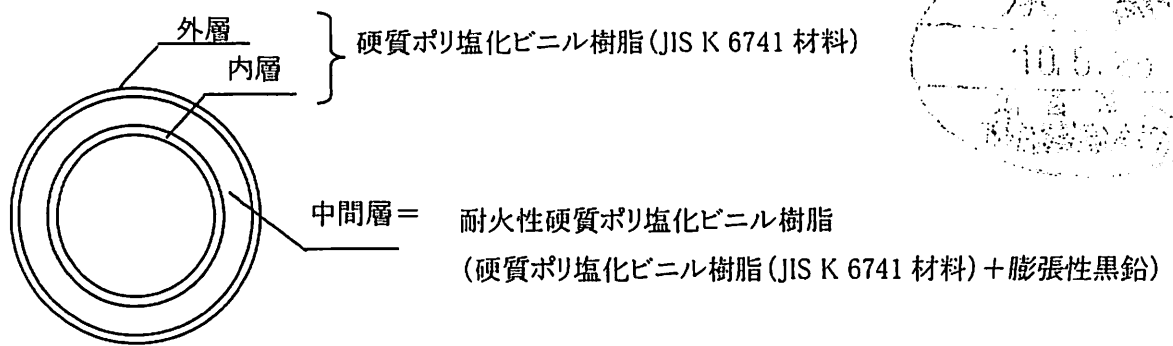 外層
硬質ポリ塩化ビニル樹脂（JIS K 6741 材料）
内層
中間層＝
耐火性硬質ポリ塩化ビニル樹脂
（硬質ポリ塩化ビニル樹脂（JIS K 6741 材料）＋膨張性黒鉛）